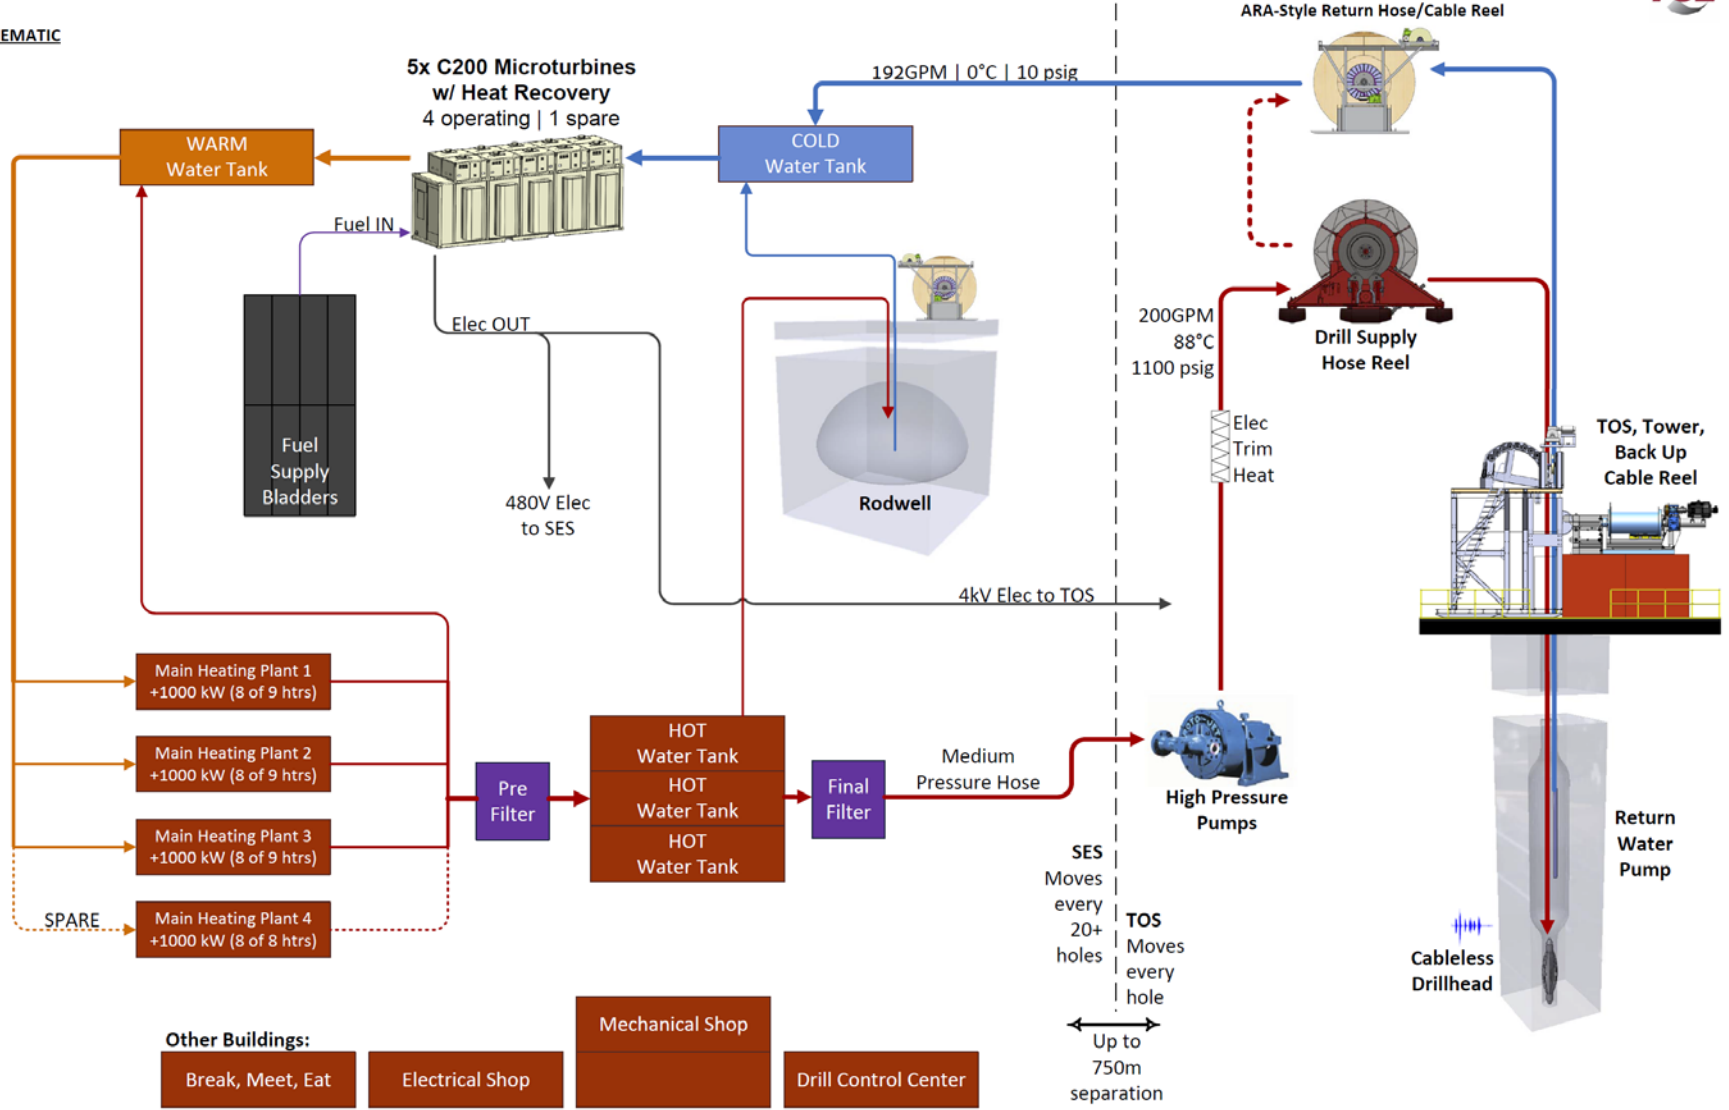 EMATIC
ARA-Style Return Hose/Cable Reel
5x C200 Microturbines
w/ Heat Recovery
4 operating | 1 spare
192GPM | 0°C | 10 psig
WARM
Water Tank
COLD
Water Tank
Fuel IN
Elec OUT
Fuel
Supply
Bladders
480V Elec
to SES
Rodwell
200GPM
88°C
1100 psig
Drill Supply
Hose Reel
Elec
Trim
Heat
TOS, Tower,
Back Up
Cable Reel
4kV Elec to TOS
Main Heating Plant 1
+1000 kW (8 of 9 htrs)
Main Heating Plant 2
+1000 kW (8 of 9 htrs)
Main Heating Plant 3
+1000 kW (8 of 9 htrs)
SPARE
Main Heating Plant 4
+1000 kW (8 of 8 htrs)
Pre
Filter
HOT
Water Tank
HOT
Water Tank
HOT
Water Tank
Final
Filter
Medium
Pressure Hose
High Pressure
Pumps
Return
Water
Pump
SES
Moves
every
20+
holes
TOS
Moves
every
hole
Cableless
Drillhead
Up to
750m
separation
Other Buildings:
Break, Meet, Eat
Electrical Shop
Mechanical Shop
Drill Control Center